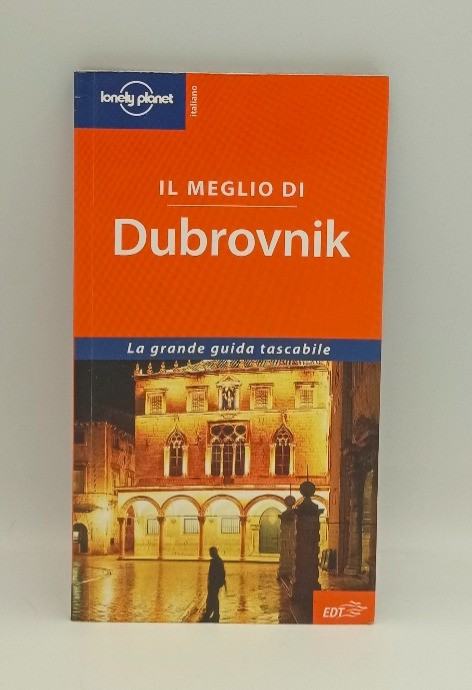 lonely planet
italiano
IL MEGLIO DI
Dubrovnik
La grande guida tascabile
EDT